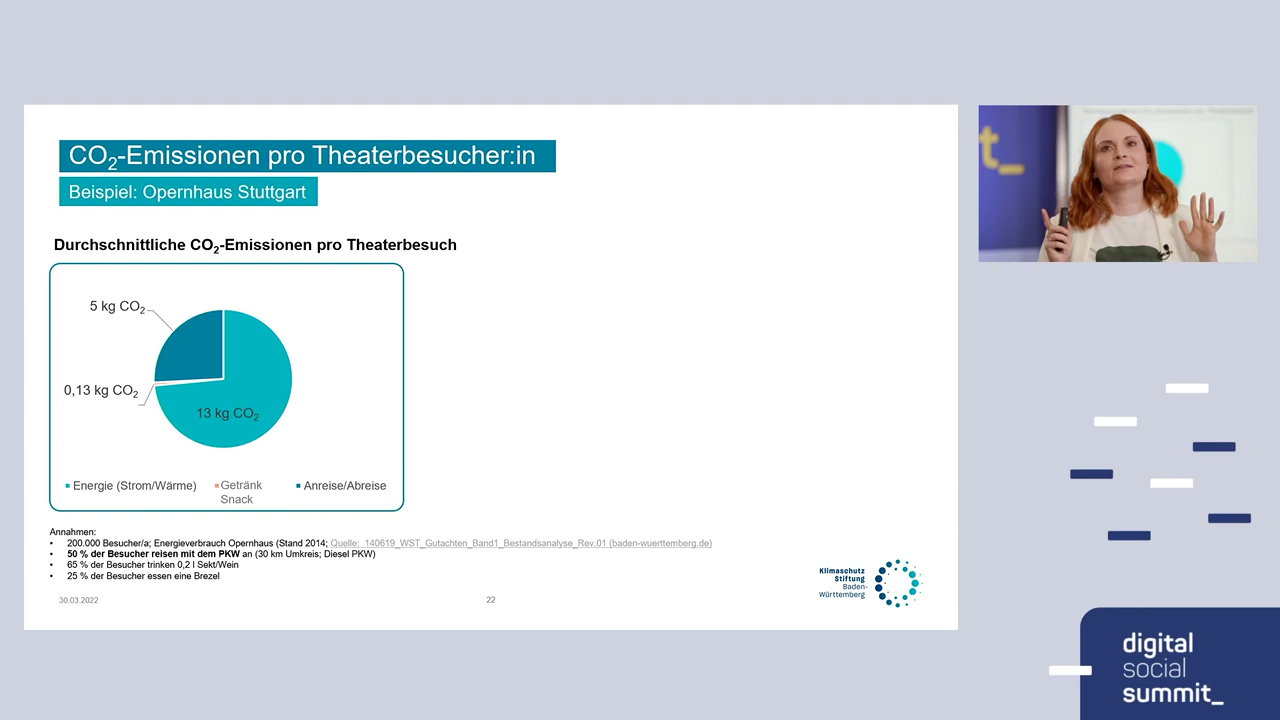 CO2-Emissionen pro Theaterbesucher:in
Beispiel: Opernhaus Stuttgart
Durchschnittliche CO2-Emissionen pro Theaterbesuch
5 kg CO2
0,13 kg CO2
13 kg CO2
Energie (Strom/Wärme)
Getränk
Snack
Anreise/Abreise
Annahmen:
• 200.000 Besucher/a; Energieverbrauch Opernhaus (Stand 2014; Quelle: 140619_WST_Gutachten_Band1_Bestandsanalyse_Rev.01 (baden-wuerttemberg.de)
• 50 % der Besucher reisen mit dem PKW an (30 km Umkreis; Diesel PKW)
• 65 % der Besucher trinken 0,2 l Sekt/Wein
• 25 % der Besucher essen eine Brezel
30.03.2022
22
Klimaschutz
Stiftung
Baden-
Württemberg
t_
digital
social
summit_